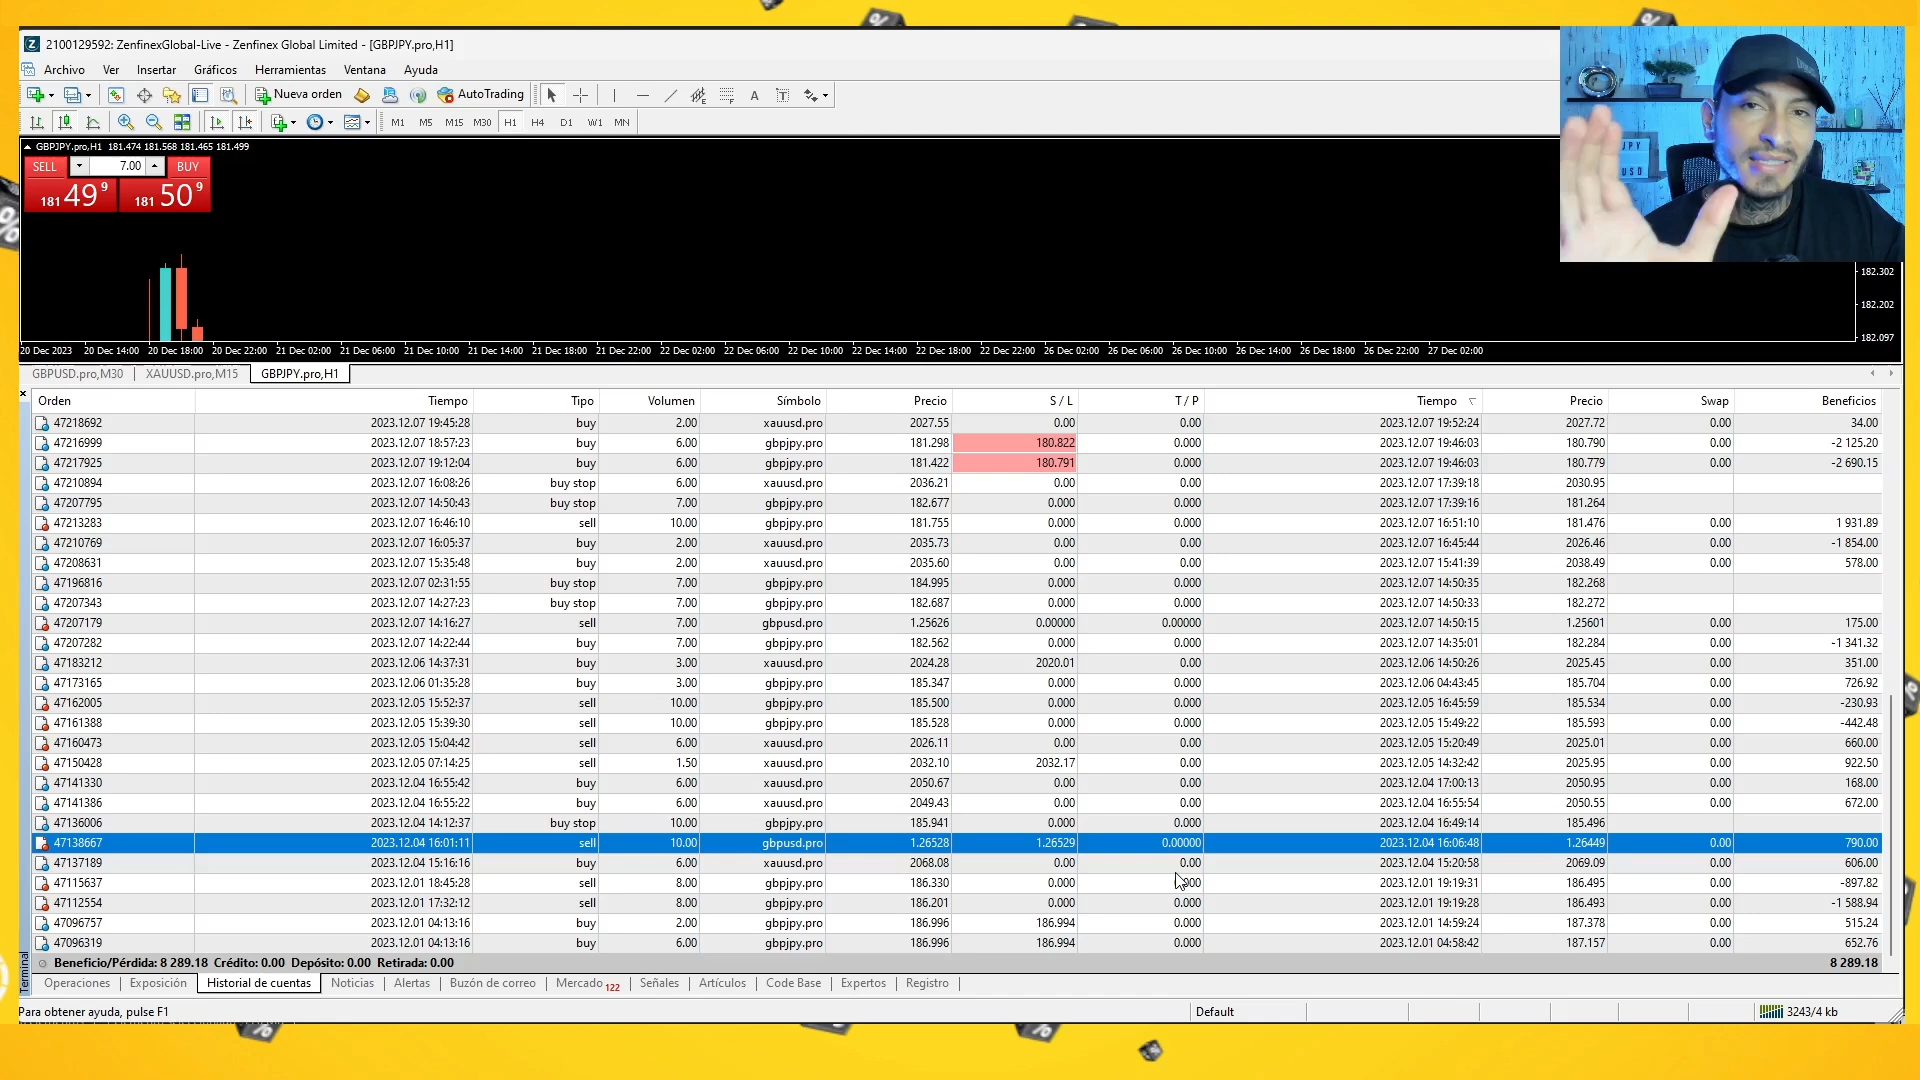 2100129592: ZenfinexGlobal-Live - Zenfinex Global Limited - [GBPJPY.pro,H1]
Archivo Ver Insertar Gráficos Herramientas Ventana Ayuda
Nueva orden AutoTrading A T
M1 M5 M15 M30 H1 H4 D1 W1 MN
GBPJPY.pro,H1 181.474 181.568 181.465 181.499
SELL 7.00 BUY
181 49 9 181 50 9
182.302
182.202
182.097
20 Dec 2023 20 Dec 14:00 20 Dec 18:00 20 Dec 22:00 21 Dec 02:00 21 Dec 06:00 21 Dec 10:00 21 Dec 14:00 21 Dec 18:00 21 Dec 22:00 22 Dec 02:00 22 Dec 06:00 22 Dec 10:00 22 Dec 14:00 22 Dec 18:00 22 Dec 22:00 26 Dec 02:00 26 Dec 06:00 26 Dec 10:00 26 Dec 14:00 26 Dec 18:00 26 Dec 22:00 27 Dec 02:00
GBPUSD.pro,M30 XAUUSD.pro,M15 GBPJPY.pro,H1
Orden Tiempo Tipo Volumen Símbolo Precio S / L T / P Tiempo Precio Swap Beneficios
47218692 2023.12.07 19:45:28 buy 2.00 xauusd.pro 2027.55 0.00 0.00 2023.12.07 19:52:24 2027.72 0.00 34.00
47216999 2023.12.07 18:57:23 buy 6.00 gbpjpy.pro 181.298 180.822 0.000 2023.12.07 19:46:03 180.790 0.00 -2 125.20
47217925 2023.12.07 19:12:04 buy 6.00 gbpjpy.pro 181.422 180.791 0.000 2023.12.07 19:46:03 180.779 0.00 -2 690.15
47210894 2023.12.07 16:08:26 buy stop 6.00 xauusd.pro 2036.21 0.00 0.00 2023.12.07 17:39:18 2030.95
47207795 2023.12.07 14:50:43 buy stop 7.00 gbpjpy.pro 182.677 0.000 0.000 2023.12.07 17:39:16 181.264
47213283 2023.12.07 16:46:10 sell 10.00 gbpjpy.pro 181.755 0.000 0.000 2023.12.07 16:51:10 181.476 0.00 1 931.89
47210769 2023.12.07 16:05:37 buy 2.00 xauusd.pro 2035.73 0.00 0.00 2023.12.07 16:45:44 2026.46 0.00 -1 854.00
47208631 2023.12.07 15:35:48 buy 2.00 xauusd.pro 2035.60 0.00 0.00 2023.12.07 15:41:39 2038.49 0.00 578.00
47196816 2023.12.07 02:31:55 buy stop 7.00 gbpjpy.pro 184.995 0.000 0.000 2023.12.07 14:50:35 182.268
47207343 2023.12.07 14:27:23 buy stop 7.00 gbpjpy.pro 182.687 0.000 0.000 2023.12.07 14:50:33 182.272
47207179 2023.12.07 14:16:27 sell 7.00 gbpusd.pro 1.25626 0.00000 0.00000 2023.12.07 14:50:15 1.25601 0.00 175.00
47207282 2023.12.07 14:22:44 buy 7.00 gbpjpy.pro 182.562 0.000 0.000 2023.12.07 14:35:01 182.284 0.00 -1 341.32
47183212 2023.12.06 14:37:31 buy 3.00 xauusd.pro 2024.28 2020.01 0.00 2023.12.06 14:50:26 2025.45 0.00 351.00
47173165 2023.12.06 01:35:28 buy 3.00 gbpjpy.pro 185.347 0.000 0.000 2023.12.06 04:43:45 185.704 0.00 726.92
47162005 2023.12.05 15:52:37 sell 10.00 gbpjpy.pro 185.500 0.000 0.000 2023.12.05 16:45:59 185.534 0.00 -230.93
47161388 2023.12.05 15:39:30 sell 10.00 gbpjpy.pro 185.528 0.000 0.000 2023.12.05 15:49:22 185.593 0.00 -442.48
47160473 2023.12.05 15:04:42 sell 6.00 xauusd.pro 2026.11 0.00 0.00 2023.12.05 15:20:49 2025.01 0.00 660.00
47150428 2023.12.05 07:14:25 sell 1.50 xauusd.pro 2032.10 2032.17 0.00 2023.12.05 14:32:42 2025.95 0.00 922.50
47141330 2023.12.04 16:55:42 buy 6.00 xauusd.pro 2050.67 0.00 0.00 2023.12.04 17:00:13 2050.95 0.00 168.00
47141386 2023.12.04 16:55:22 buy 6.00 xauusd.pro 2049.43 0.00 0.00 2023.12.04 16:55:54 2050.55 0.00 672.00
47136006 2023.12.04 14:12:37 buy stop 10.00 gbpjpy.pro 185.941 0.000 0.000 2023.12.04 16:49:14 185.496
47138667 2023.12.04 16:01:11 sell 10.00 gbpusd.pro 1.26528 1.26529 0.00000 2023.12.04 16:06:48 1.26449 0.00 790.00
47137189 2023.12.04 15:16:16 buy 6.00 xauusd.pro 2068.08 0.00 0.00 2023.12.04 15:20:58 2069.09 0.00 606.00
47115637 2023.12.01 18:45:28 sell 8.00 gbpjpy.pro 186.330 0.000 0.000 2023.12.01 19:19:31 186.495 0.00 -897.82
47112554 2023.12.01 17:32:12 sell 8.00 gbpjpy.pro 186.201 0.000 0.000 2023.12.01 19:19:28 186.493 0.00 -1 588.94
47096757 2023.12.01 04:13:16 buy 2.00 gbpjpy.pro 186.996 186.994 0.000 2023.12.01 14:59:24 187.378 0.00 515.24
47096319 2023.12.01 04:13:16 buy 6.00 gbpjpy.pro 186.996 186.994 0.000 2023.12.01 04:58:42 187.157 0.00 652.76
Beneficio/Pérdida: 8 289.18 Crédito: 0.00 Depósito: 0.00 Retirada: 0.00 8 289.18
Terminal
Operaciones Exposición Historial de cuentas Noticias Alertas Buzón de correo Mercado 122 Señales Artículos Code Base Expertos Registro
Para obtener ayuda, pulse F1 Default 3243/4 kb